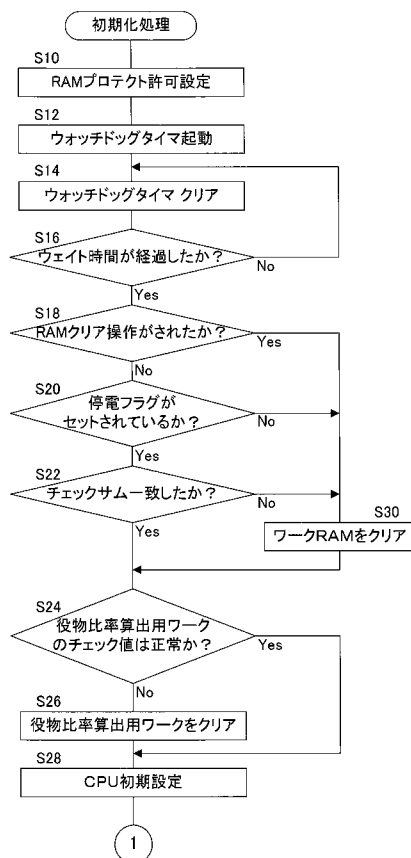 初期化処理
S10
RAMプロテクト許可設定
S12
ウォッチドッグタイマ起動
S14
ウォッチドッグタイマ クリア
S16
ウェイト時間が経過したか？
No
Yes
S18
RAMクリア操作がされたか？
Yes
No
S20
停電フラグが
セットされているか？
No
Yes
S22
チェックサム一致したか？
No
Yes
S30
ワークRAMをクリア
S24
役物比率算出用ワーク
のチェック値は正常か？
Yes
No
S26
役物比率算出用ワークをクリア
S28
CPU初期設定
1